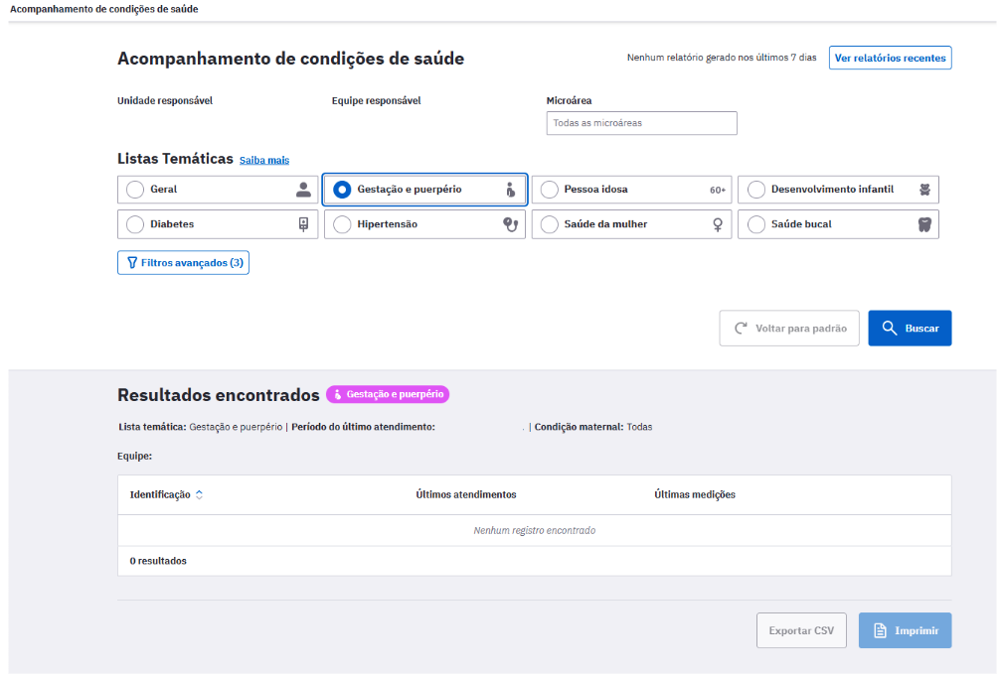 Acompanhamento de condições de saúde
Acompanhamento de condições de saúde
Nenhum relatório gerado nos últimos 7 dias
Ver relatórios recentes
Unidade responsável
Equipe responsável
Microárea
Todas as microáreas
Listas Temáticas Saiba mais
Geral
Gestação e puerpério
Pessoa idosa 60+
Desenvolvimento infantil
Diabetes
Hipertensão
Saúde da mulher
Saúde bucal
Filtros avançados (3)
Voltar para padrão
Buscar
Resultados encontrados Gestação e puerpério
Lista temática: Gestação e puerpério | Período do último atendimento: . | Condição maternal: Todas
Equipe:
Identificação
Últimos atendimentos
Últimas medições
Nenhum registro encontrado
0 resultados
Exportar CSV
Imprimir